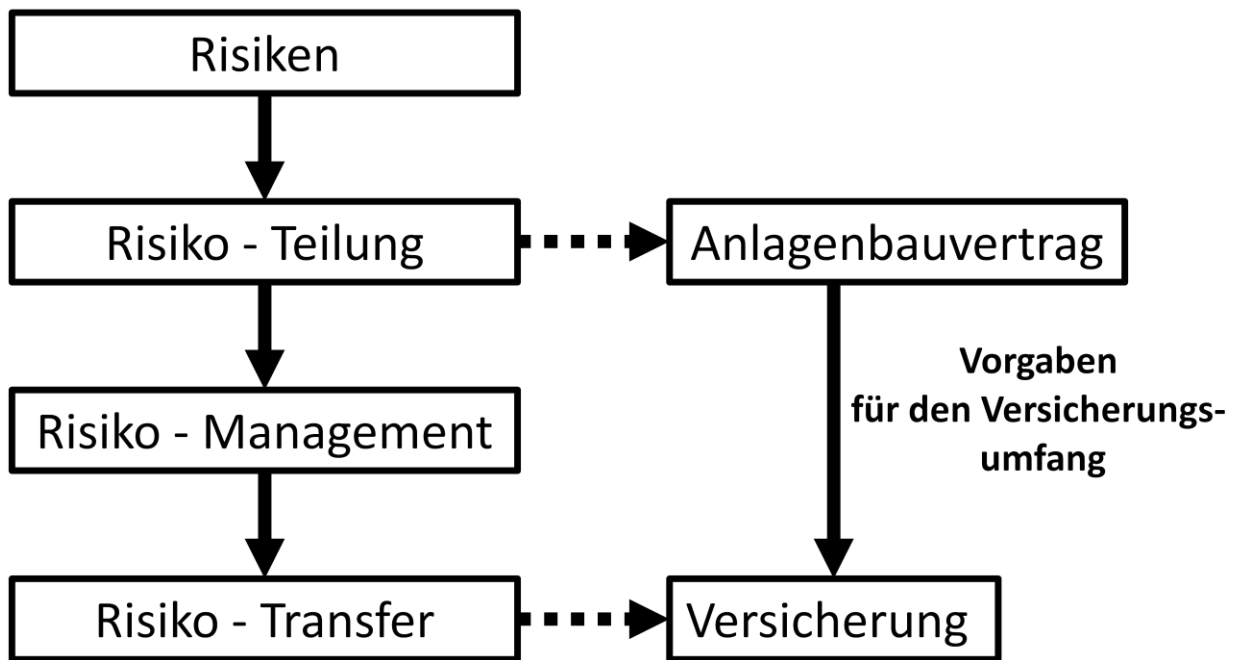 Risiken
Risiko - Teilung
Anlagenbauvertrag
Vorgaben
für den Versicherungs-
umfang
Risiko - Management
Risiko - Transfer
Versicherung